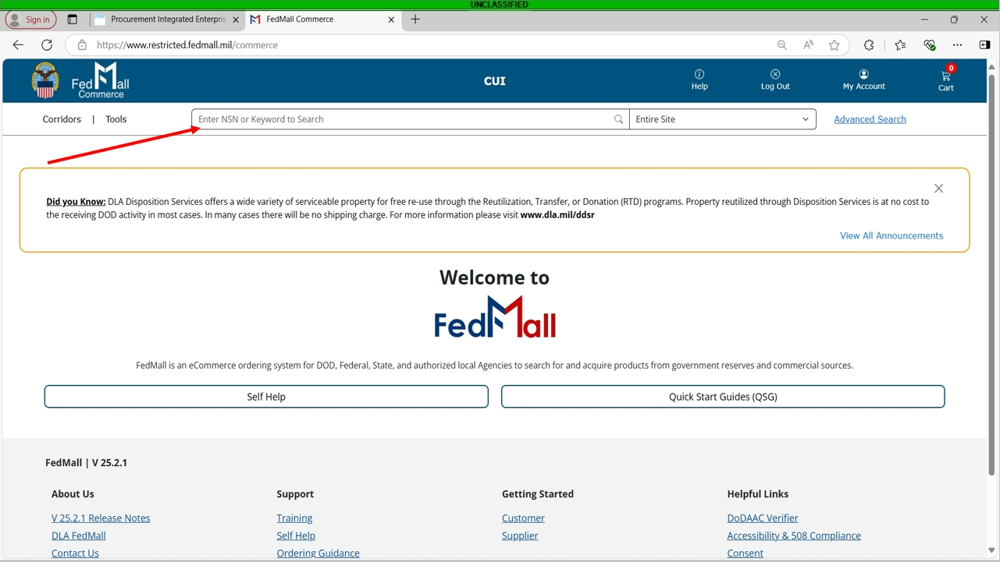 UNCLASSIFIED
Sign in
Procurement Integrated Enterpris
FedMall Commerce
https://www.restricted.fedmall.mil/commerce
FedMall
Commerce
CUI
Help
Log Out
My Account
0
Cart
Corridors | Tools
Enter NSN or Keyword to Search
Entire Site
Advanced Search
Did you Know: DLA Disposition Services offers a wide variety of serviceable property for free re-use through the Reutilization, Transfer, or Donation (RTD) programs. Property reutilized through Disposition Services is at no cost to
the receiving DOD activity in most cases. In many cases there will be no shipping charge. For more information please visit www.dla.mil/ddsr
View All Announcements
Welcome to
FedMall
FedMall is an eCommerce ordering system for DOD, Federal, State, and authorized local Agencies to search for and acquire products from government reserves and commercial sources.
Self Help
Quick Start Guides (QSG)
FedMall | V 25.2.1
About Us
Support
Getting Started
Helpful Links
V 25.2.1 Release Notes
Training
Customer
DoDAAC Verifier
DLA FedMall
Self Help
Supplier
Accessibility & 508 Compliance
Contact Us
Ordering Guidance
Consent